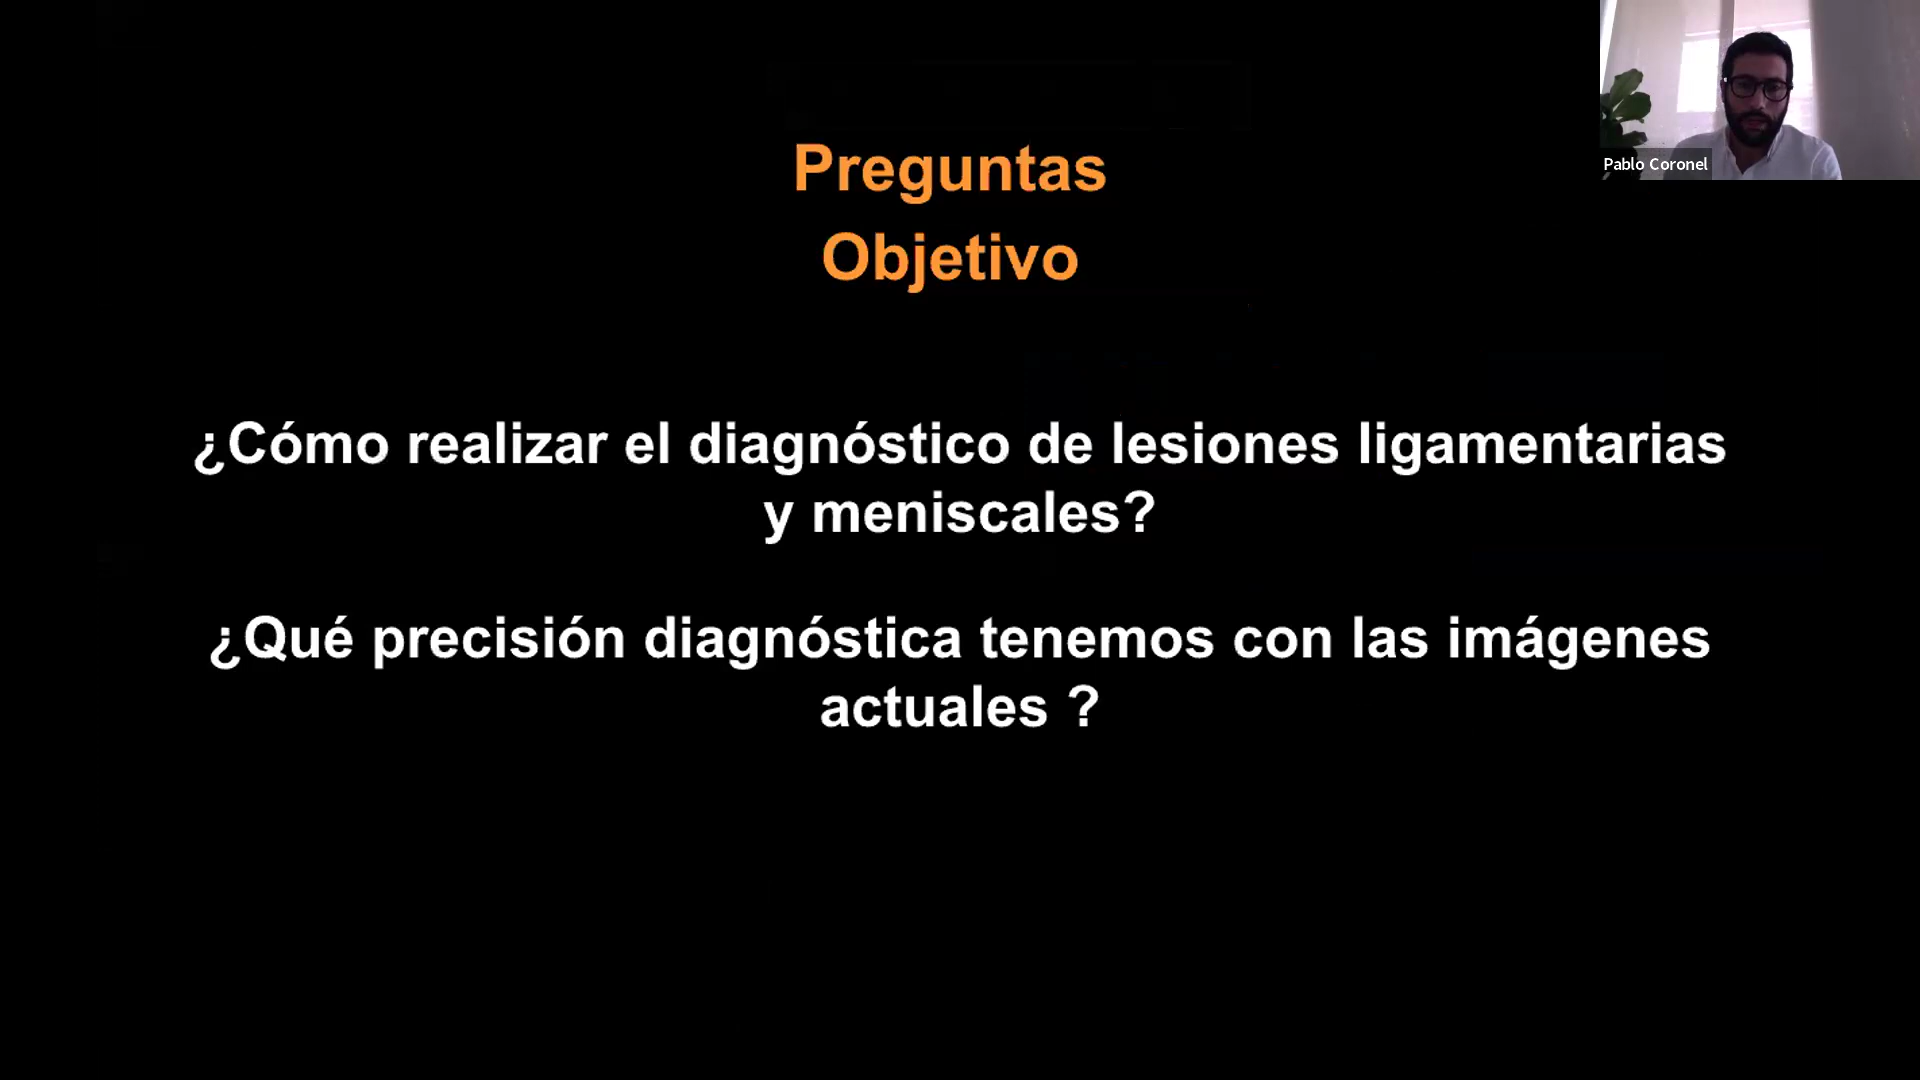 Preguntas
Objetivo
¿Cómo realizar el diagnóstico de lesiones ligamentarias
y meniscales?
¿Qué precisión diagnóstica tenemos con las imágenes
actuales ?
Pablo Coronel